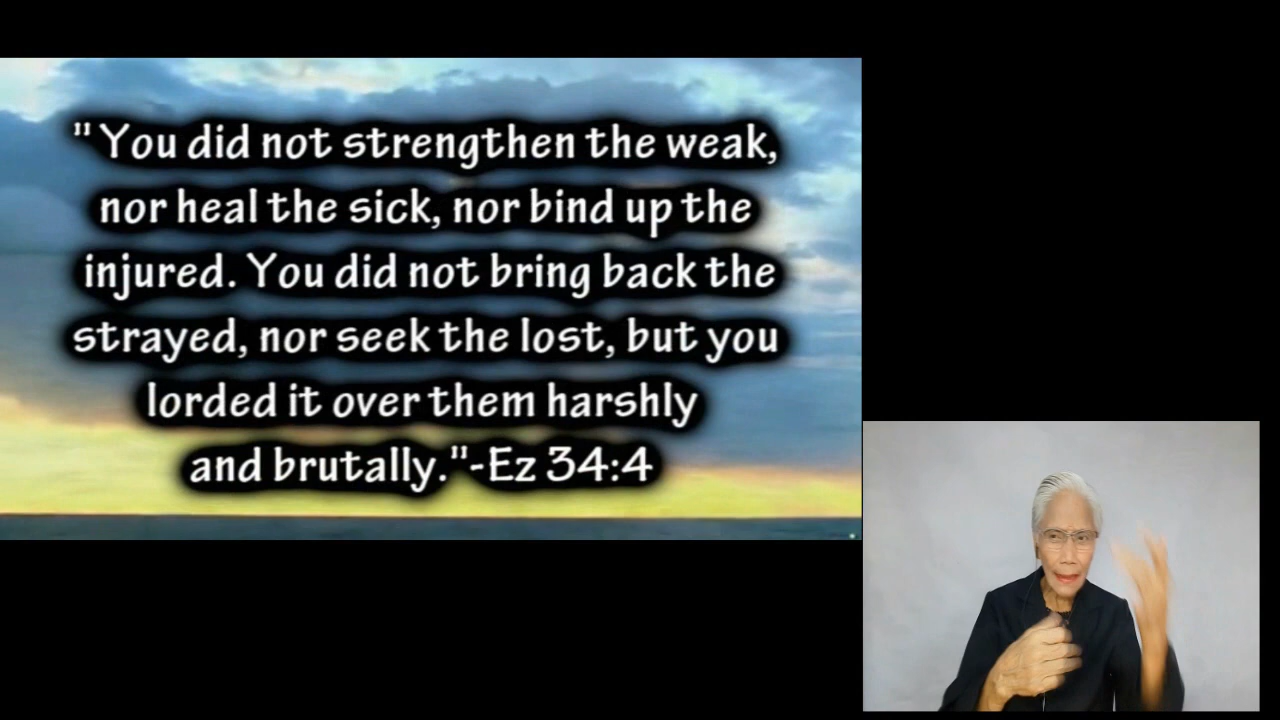 "You did not strengthen the weak,
nor heal the sick, nor bind up the
injured. You did not bring back the
strayed, nor seek the lost, but you
lorded it over them harshly
and brutally."-Ez 34:4